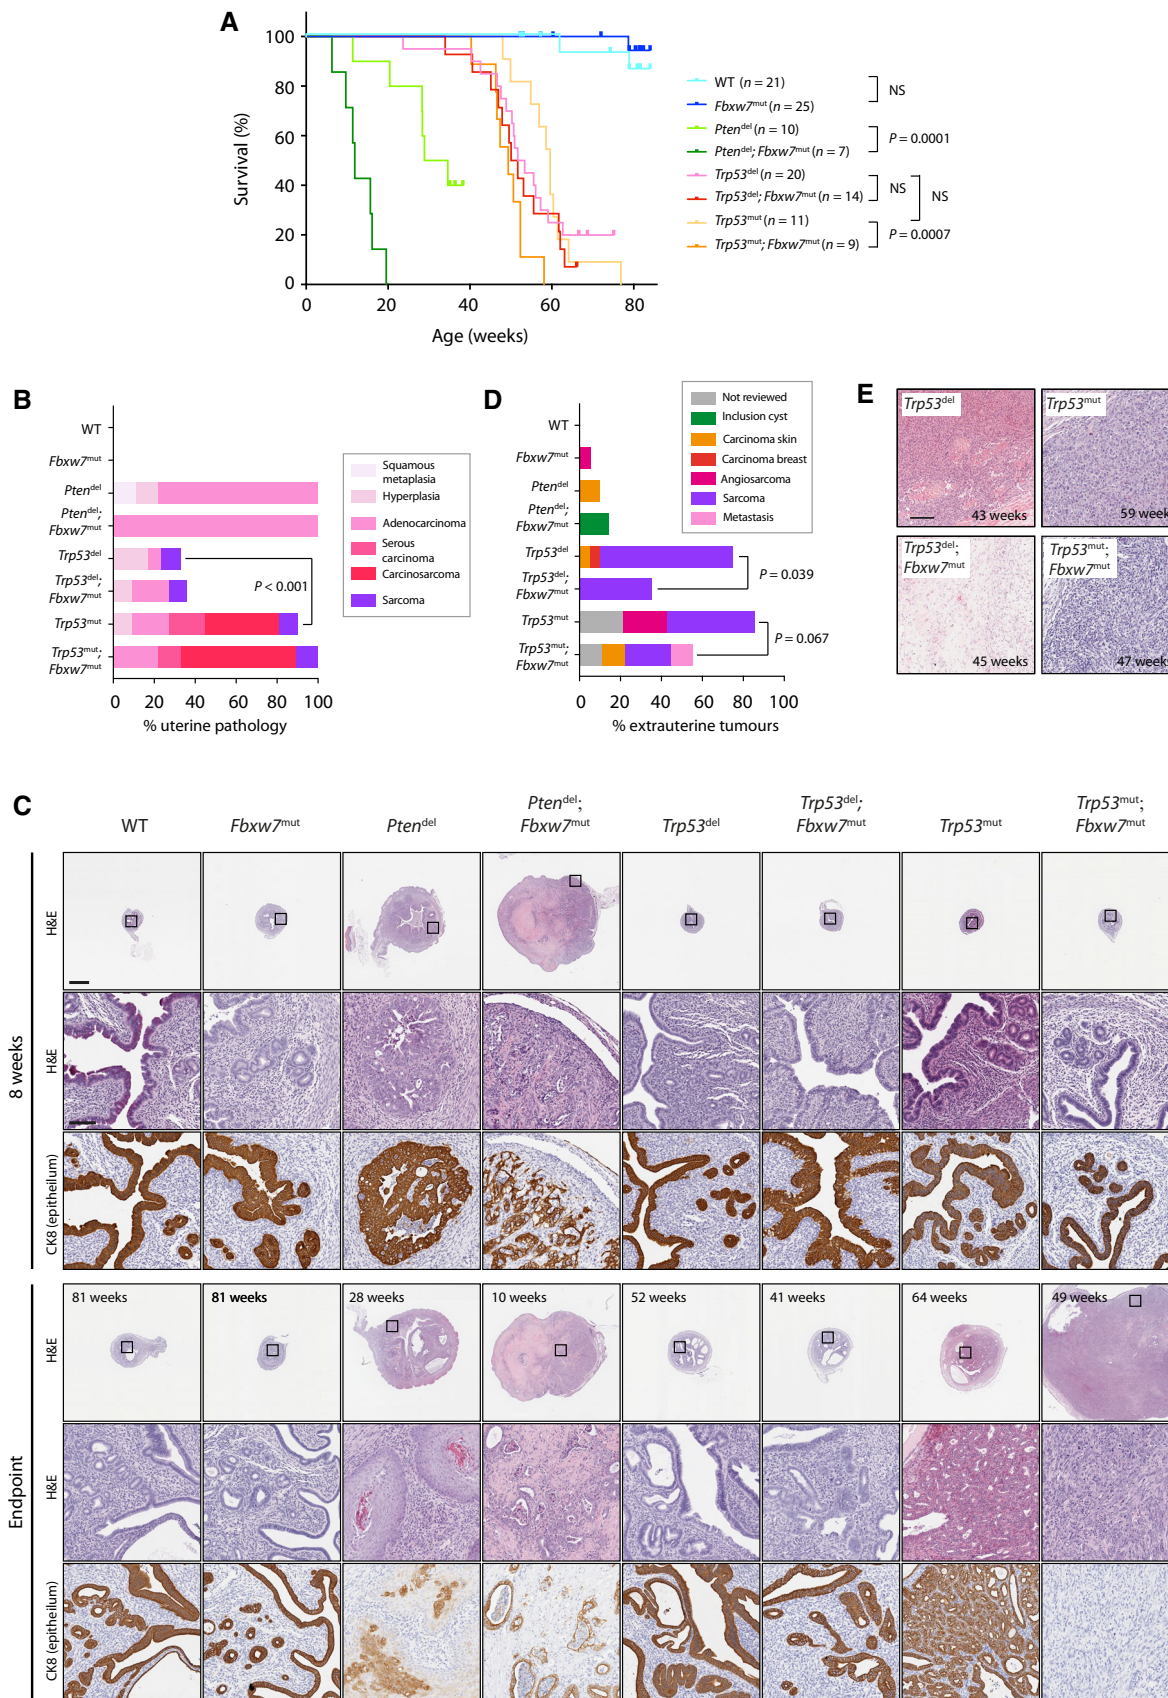 A
Survival (%)
100
80
60
40
20
0
0 20 40 60 80
Age (weeks)
WT (n = 21)
Fbxw7mut (n = 25)
Ptendel (n = 10)
Ptendel; Fbxw7mut (n = 7)
Trp53del (n = 20)
Trp53del; Fbxw7mut (n = 14)
Trp53mut (n = 11)
Trp53mut; Fbxw7mut (n = 9)
NS
P = 0.0001
NS
NS
P = 0.0007
B
WT
Fbxw7mut
Ptendel
Ptendel;
Fbxw7mut
Trp53del
Trp53del;
Fbxw7mut
Trp53mut
Trp53mut;
Fbxw7mut
P < 0.001
0 20 40 60 80 100
% uterine pathology
Squamous
metaplasia
Hyperplasia
Adenocarcinoma
Serous
carcinoma
Carcinosarcoma
Sarcoma
D
WT
Fbxw7mut
Ptendel
Ptendel;
Fbxw7mut
Trp53del
Trp53del;
Fbxw7mut
Trp53mut
Trp53mut;
Fbxw7mut
P = 0.039
P = 0.067
0 20 40 60 80 100
% extrauterine tumours
Not reviewed
Inclusion cyst
Carcinoma skin
Carcinoma breast
Angiosarcoma
Sarcoma
Metastasis
E
Trp53del
43 weeks
Trp53mut
59 week
Trp53del;
Fbxw7mut
45 weeks
Trp53mut;
Fbxw7mut
47 week
C
WT
Fbxw7mut
Ptendel
Ptendel;
Fbxw7mut
Trp53del
Trp53del;
Fbxw7mut
Trp53mut
Trp53mut;
Fbxw7mut
8 weeks
H&E
H&E
CK8 (epitheilum)
Endpoint
H&E
81 weeks
81 weeks
28 weeks
10 weeks
52 weeks
41 weeks
64 weeks
49 weeks
H&E
CK8 (epitheilum)